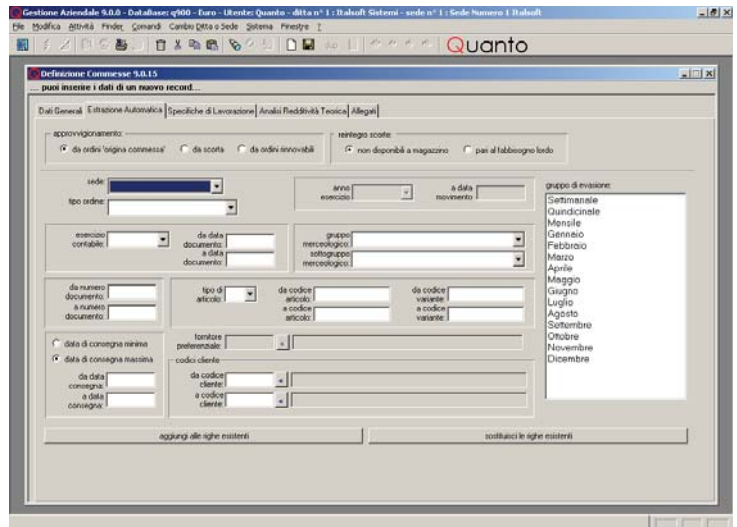 Gestione Aziendale 9.0.0 - DataBase: q900 - Euro - Utente: Quanto - ditta n° 1 : Italsoft Sistemi - sede n° 1 : Sede Numero 1 Italsoft
File Modifica Attività Finder Comandi Cambio Ditta o Sede Sistema Finestre ?
Quanto
Definizione Commesse 9.0.15
... puoi inserire i dati di un nuovo record...
Dati Generali Estrazione Automatica Specifiche di Lavorazione Analisi Redditività Teorica Allegati
approvvigionamento:
da ordini 'origine commessa' da scorta da ordini rinnovabili
reintegro scorte:
non disponibili a magazzino pari al fabbisogno lordo
sede:
tipo ordine:
anno esercizio:
a data movimento:
gruppo di evasione:
Settimanale
Quindicinale
Mensile
Gennaio
Febbraio
Marzo
Aprile
Maggio
Giugno
Luglio
Agosto
Settembre
Ottobre
Novembre
Dicembre
esercizio contabile:
da data documento:
a data documento:
gruppo merceologico:
sottogruppo merceologico:
da numero documento:
a numero documento:
tipo di articolo:
da codice articolo:
a codice articolo:
da codice variante:
a codice variante:
data di consegna minima
data di consegna massima
da data consegna:
a data consegna:
fornitore preferenziale:
codici cliente:
da codice cliente:
a codice cliente:
aggiungi alle righe esistenti
sostituisci le righe esistenti